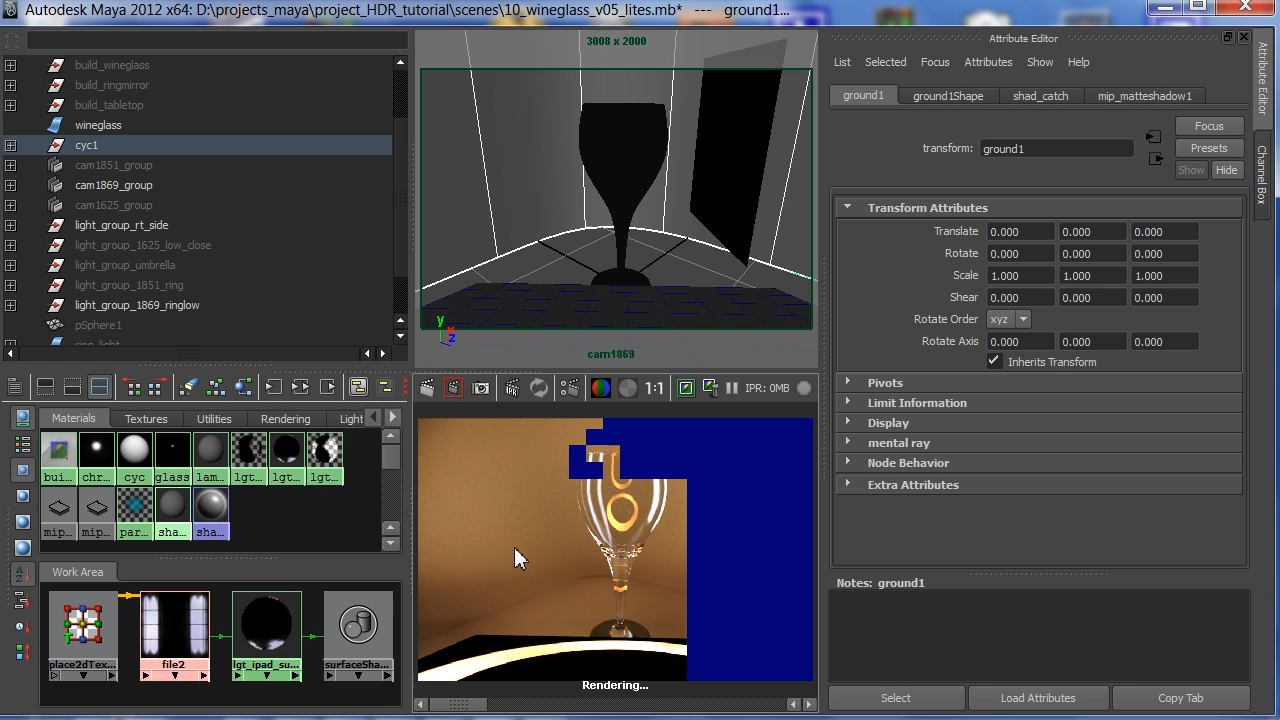 Autodesk Maya 2012 x64: D:\projects_maya\project_HDR_tutorial\scenes\10_wineglass_v05_lites.mb* --- ground1...
build_wineglass
build_ringmirror
build_tabletop
wineglass
cyc1
cam1851_group
cam1869_group
cam1625_group
light_group_rt_side
light_group_1625_low_close
light_group_umbrella
light_group_1851_ring
light_group_1869_ringlow
pSphere1
ring_light
3008 x 2000
y
x
z
cam1869
Attribute Editor
List Selected Focus Attributes Show Help
ground1 ground1Shape shad_catch mip_matteshadow1
transform: ground1
Focus
Presets
Show Hide
Transform Attributes
Translate 0.000 0.000 0.000
Rotate 0.000 0.000 0.000
Scale 1.000 1.000 1.000
Shear 0.000 0.000 0.000
Rotate Order xyz
Rotate Axis 0.000 0.000 0.000
Inherits Transform
Pivots
Limit Information
Display
mental ray
Node Behavior
Extra Attributes
Notes: ground1
Select Load Attributes Copy Tab
Attribute Editor
Channel Box
1:1 IPR: 0MB
Materials Textures Utilities Rendering Light
bui... chr... cyc glass lam... lgt... lgt... lgt...
mip... mip... par... sha... sha...
Work Area
place2dTex... file2 lgt_ipad_su... surfaceSha...
Rendering...